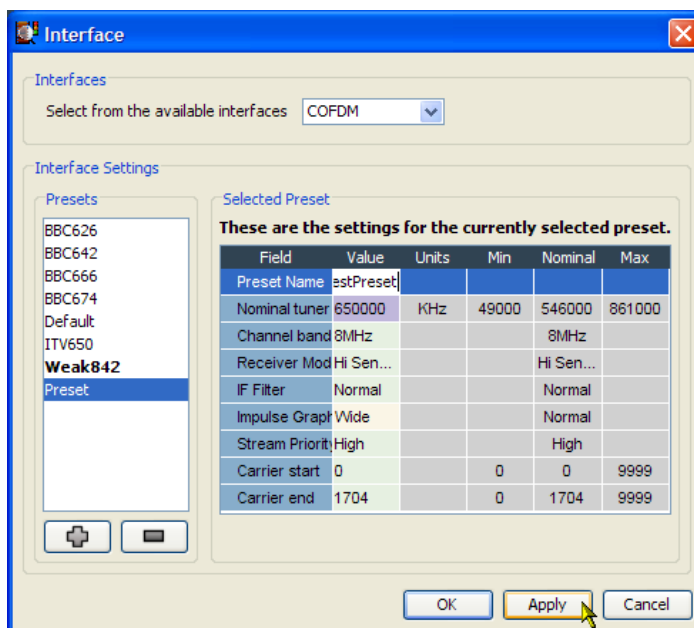 Interface
Interfaces
Select from the available interfaces COFDM
Interface Settings
Presets
BBC626
BBC642
BBC666
BBC674
Default
ITV650
Weak842
Preset
Selected Preset
These are the settings for the currently selected preset.
Field Value Units Min Nominal Max
Preset Name estPreset
Nominal tuner 650000 KHz 49000 546000 861000
Channel band 8MHz 8MHz
Receiver Mod Hi Sen... Hi Sen...
IF Filter Normal Normal
Impulse Graph Wide Normal
Stream Priority High High
Carrier start 0 0 0 9999
Carrier end 1704 0 1704 9999
OK Apply Cancel